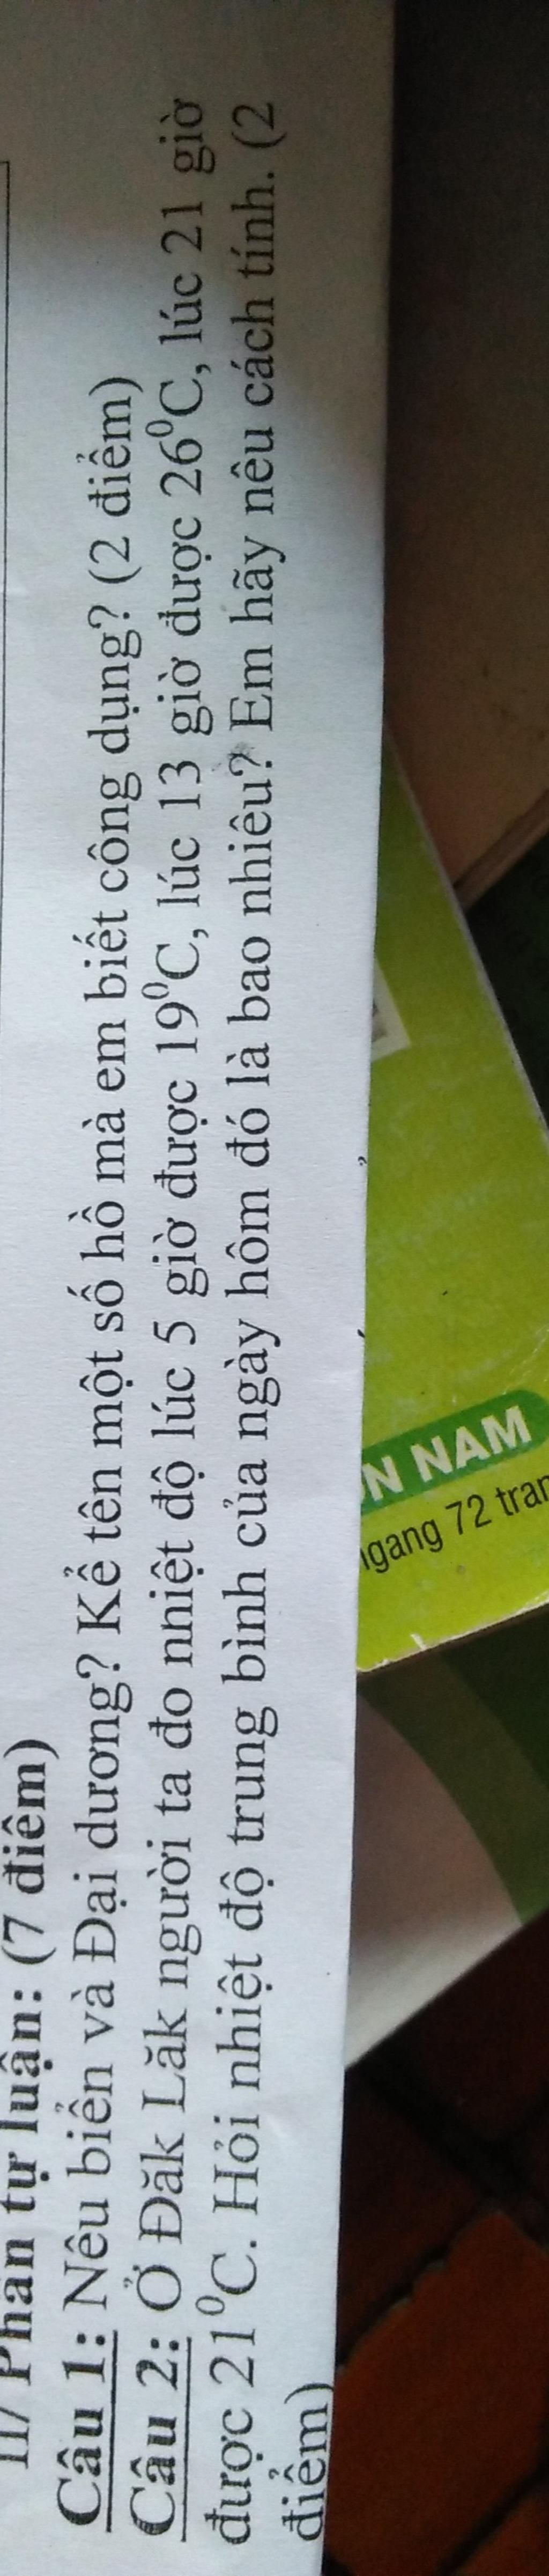 II/ Phần tự luận: (7 điểm)
Câu 1: Nêu biển và Đại dương? Kể tên một số hồ mà em biết công dụng? (2 điểm)
Câu 2: Ở Đăk Lăk người ta đo nhiệt độ lúc 5 giờ được 19⁰C, lúc 13 giờ được 26⁰C, lúc 21 giờ
được 21⁰C. Hỏi nhiệt độ trung bình của ngày hôm đó là bao nhiêu? Em hãy nêu cách tính. (2
điểm)
N NAM
ngang 72 tran